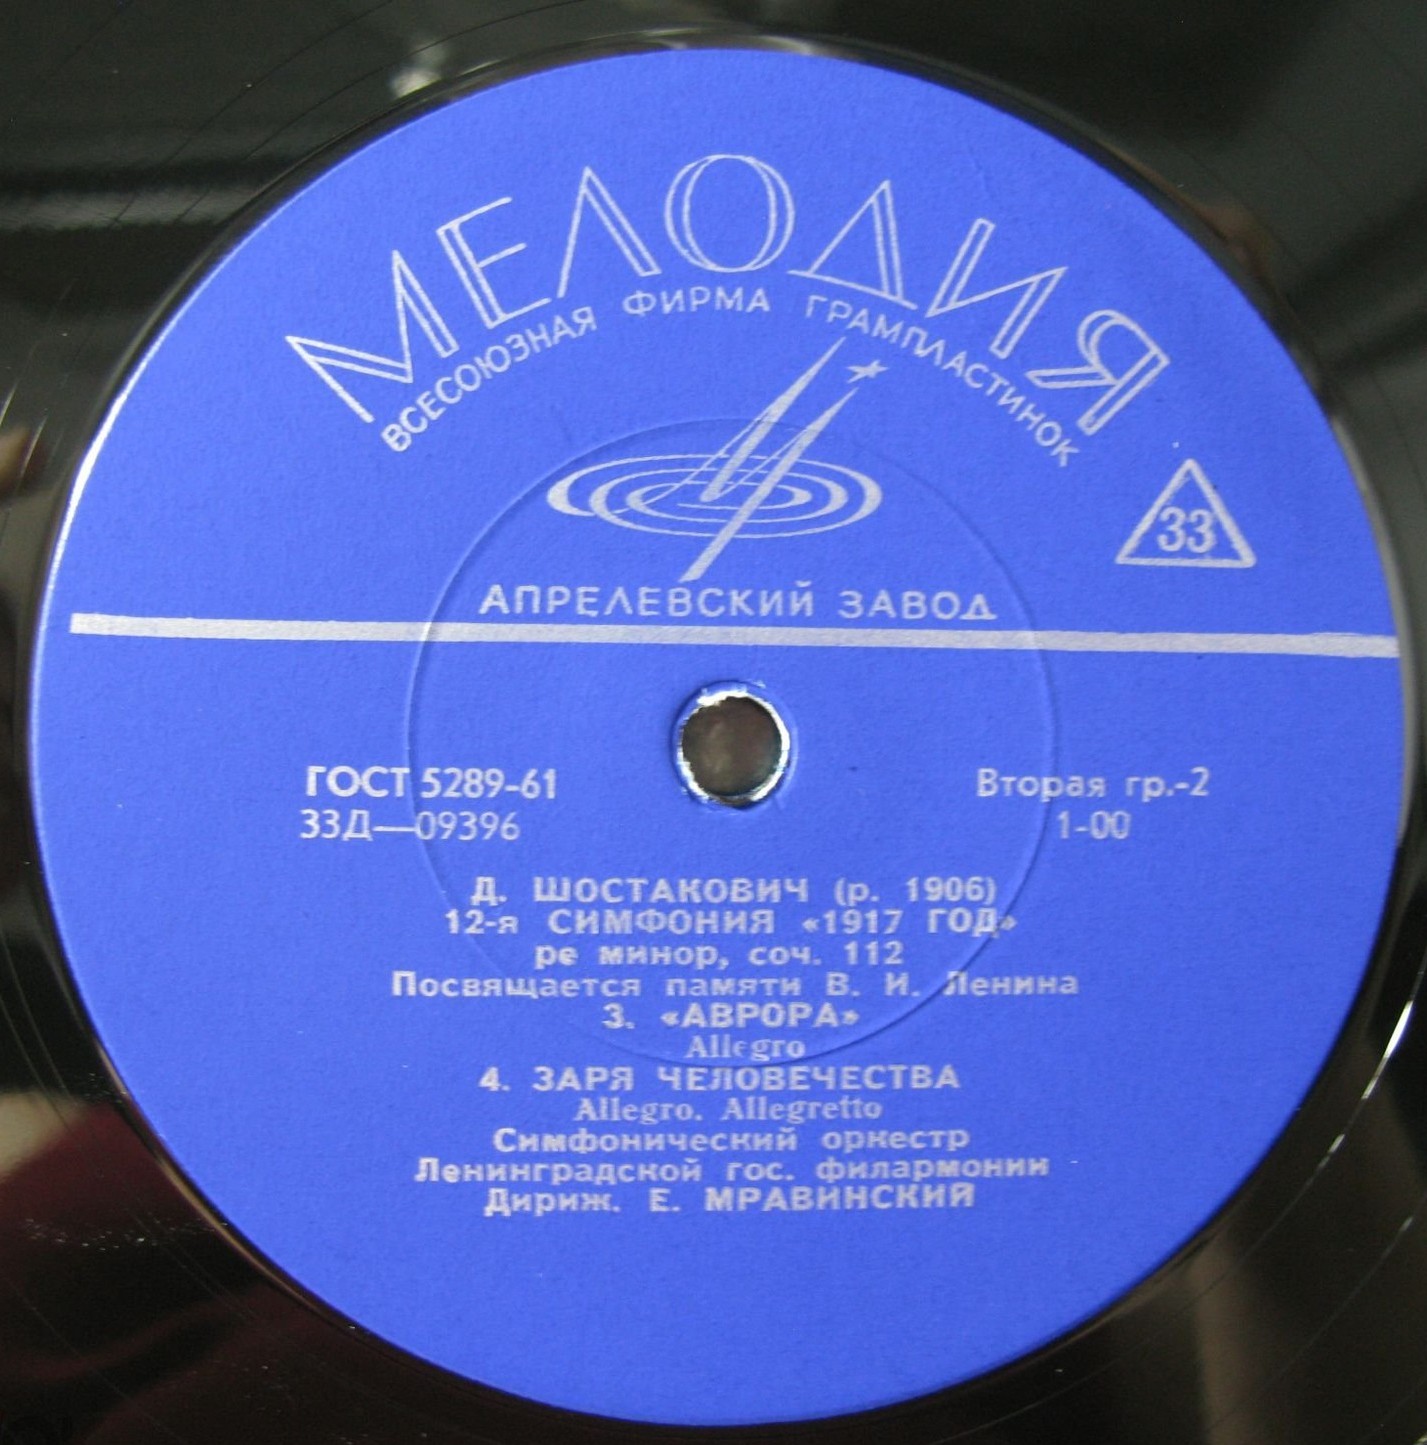 МЕЛОДИЯ
ВСЕСОЮЗНАЯ ФИРМА ГРАМПЛАСТИНОК
33
АПРЕЛЕВСКИЙ ЗАВОД
ГОСТ 5289-61
33Д—09396
Вторая гр.-2
1-00
Д. ШОСТАКОВИЧ (р. 1906)
12-я СИМФОНИЯ «1917 ГОД»
ре минор, соч. 112
Посвящается памяти В. И. Ленина
3. «АВРОРА»
Allegro
4. ЗАРЯ ЧЕЛОВЕЧЕСТВА
Allegro. Allegretto
Симфонический оркестр
Ленинградской гос. филармонии
Дириж. Е. МРАВИНСКИЙ